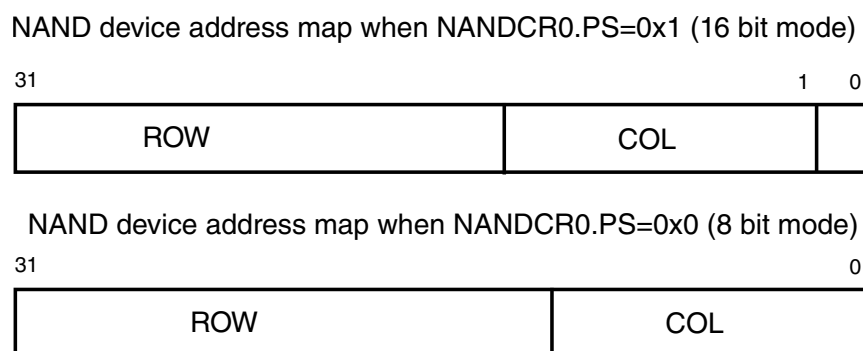 NAND device address map when NANDCR0.PS=0x1 (16 bit mode)
31 1 0
ROW COL
NAND device address map when NANDCR0.PS=0x0 (8 bit mode)
31 0
ROW COL